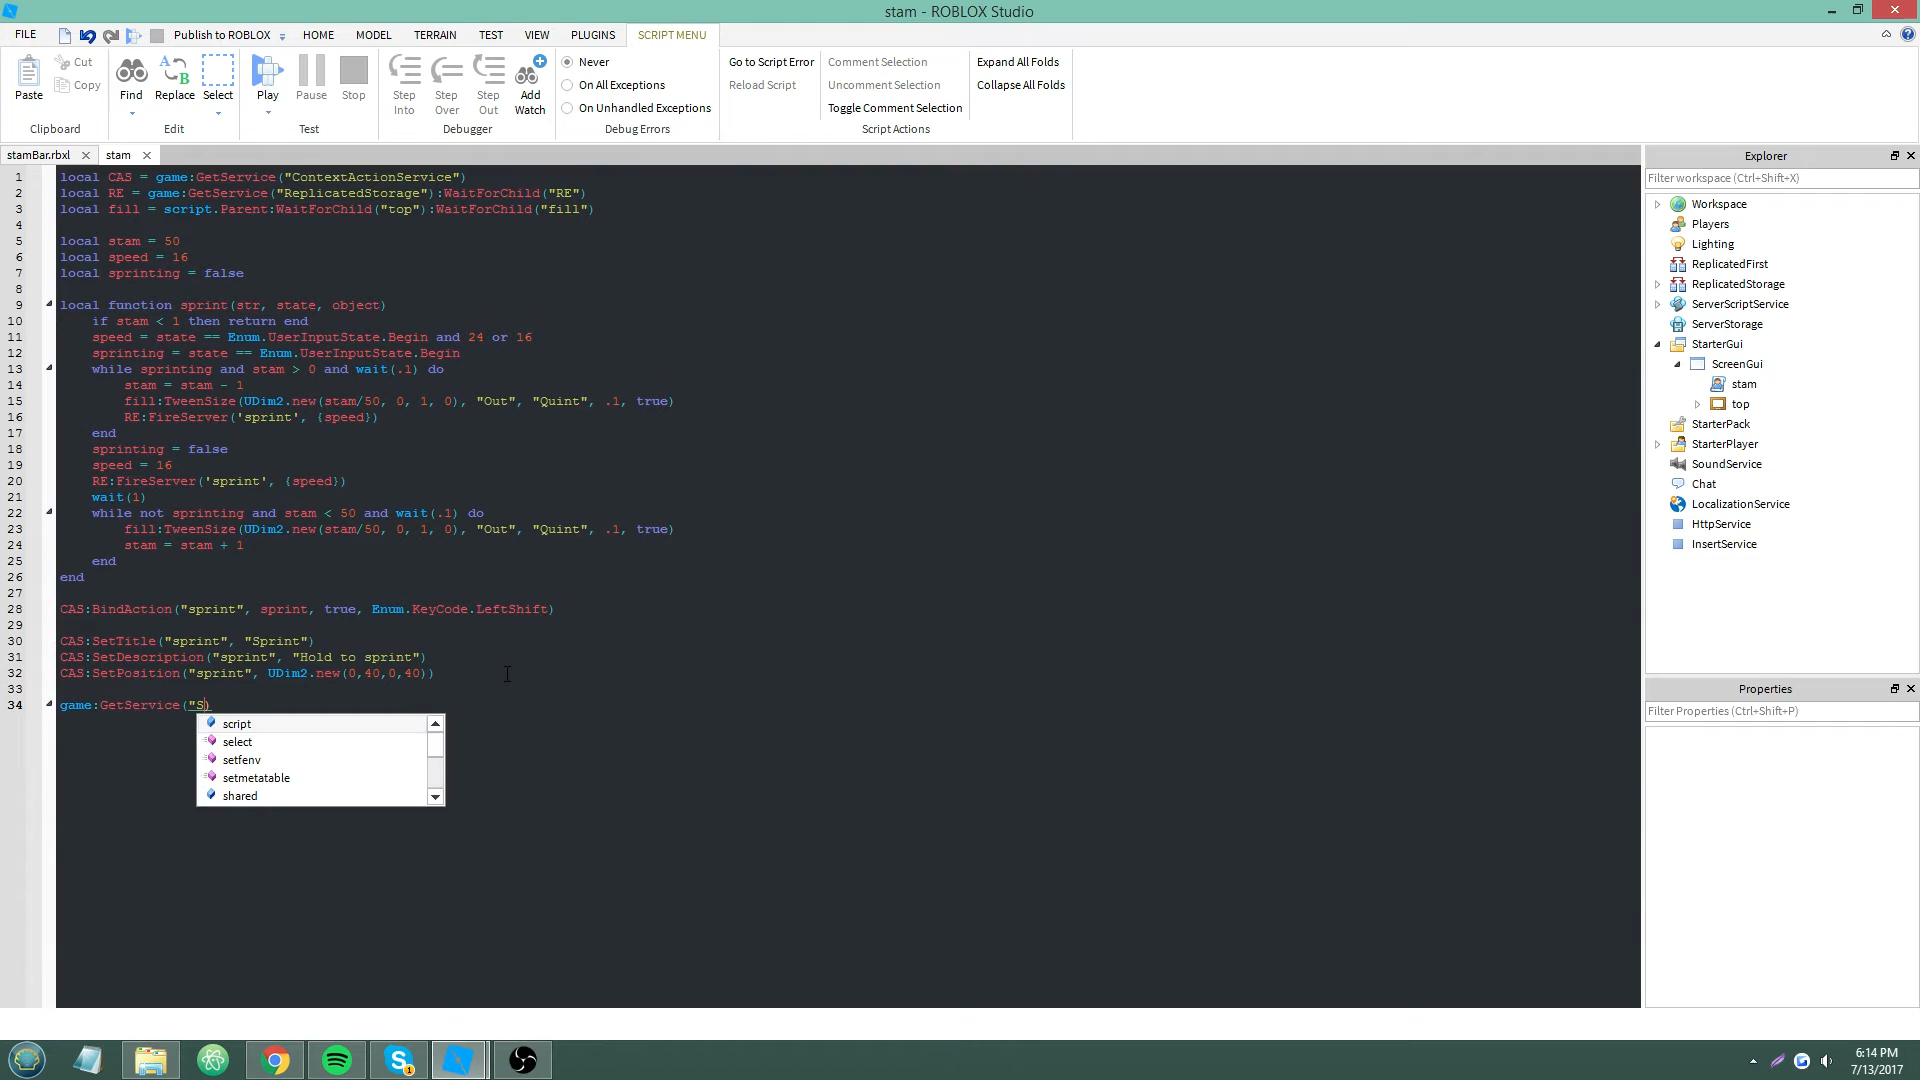 stam - ROBLOX Studio
FILE Publish to ROBLOX HOME MODEL TERRAIN TEST VIEW PLUGINS SCRIPT MENU
Paste Cut Copy Find Replace Select Play Pause Stop Step Into Step Over Step Out Add Watch
Never
On All Exceptions
On Unhandled Exceptions
Go to Script Error
Reload Script
Comment Selection
Uncomment Selection
Toggle Comment Selection
Expand All Folds
Collapse All Folds
Clipboard Edit Test Debugger Debug Errors Script Actions
stamBar.rbxl stam
1 local CAS = game:GetService("ContextActionService")
2 local RE = game:GetService("ReplicatedStorage"):WaitForChild("RE")
3 local fill = script.Parent:WaitForChild("top"):WaitForChild("fill")
4
5 local stam = 50
6 local speed = 16
7 local sprinting = false
8
9 local function sprint(str, state, object)
10 if stam < 1 then return end
11 speed = state == Enum.UserInputState.Begin and 24 or 16
12 sprinting = state == Enum.UserInputState.Begin
13 while sprinting and stam > 0 and wait(.1) do
14 stam = stam - 1
15 fill:TweenSize(UDim2.new(stam/50, 0, 1, 0), "Out", "Quint", .1, true)
16 RE:FireServer('sprint', {speed})
17 end
18 sprinting = false
19 speed = 16
20 RE:FireServer('sprint', {speed})
21 wait(1)
22 while not sprinting and stam < 50 and wait(.1) do
23 fill:TweenSize(UDim2.new(stam/50, 0, 1, 0), "Out", "Quint", .1, true)
24 stam = stam + 1
25 end
26 end
27
28 CAS:BindAction("sprint", sprint, true, Enum.KeyCode.LeftShift)
29
30 CAS:SetTitle("sprint", "Sprint")
31 CAS:SetDescription("sprint", "Hold to sprint")
32 CAS:SetPosition("sprint", UDim2.new(0,40,0,40))
33
34 game:GetService("S)
script
select
setfenv
setmetatable
shared
Explorer
Filter workspace (Ctrl+Shift+X)
Workspace
Players
Lighting
ReplicatedFirst
ReplicatedStorage
ServerScriptService
ServerStorage
StarterGui
ScreenGui
stam
top
StarterPack
StarterPlayer
SoundService
Chat
LocalizationService
HttpService
InsertService
Properties
Filter Properties (Ctrl+Shift+P)
6:14 PM
7/13/2017